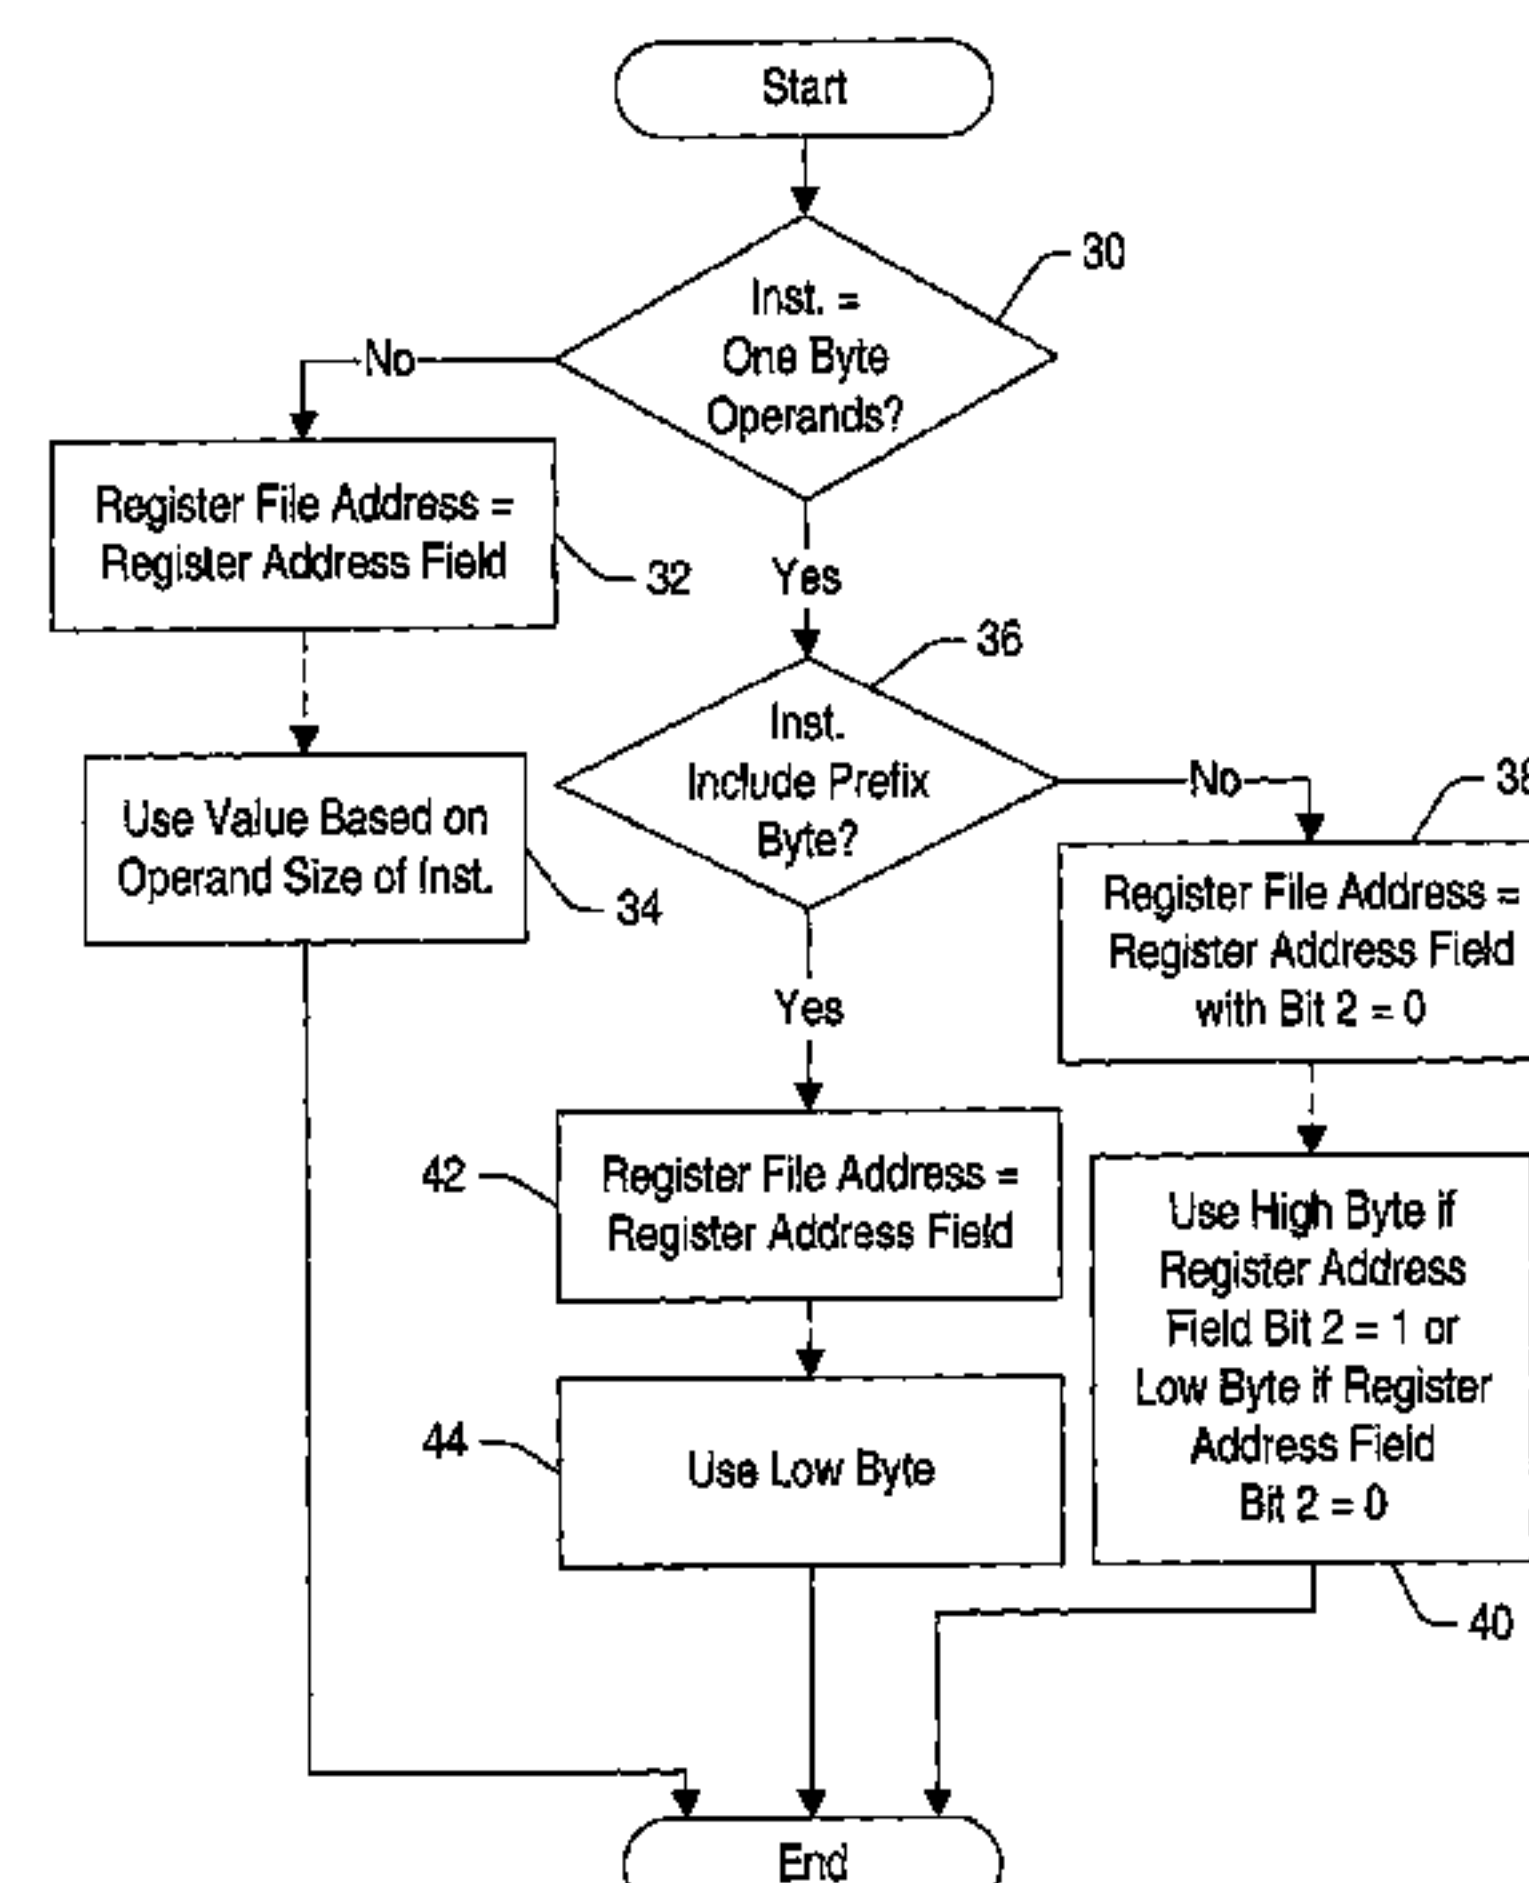 Start
30
Inst. =
One Byte
Operands?
No
Register File Address =
Register Address Field
32
Yes
36
Inst.
Include Prefix
Byte?
No
38
Use Value Based on
Operand Size of Inst.
34
Register File Address =
Register Address Field
with Bit 2 = 0
Yes
42
Register File Address =
Register Address Field
Use High Byte if
Register Address
Field Bit 2 = 1 or
Low Byte if Register
Address Field
Bit 2 = 0
44
Use Low Byte
40
End